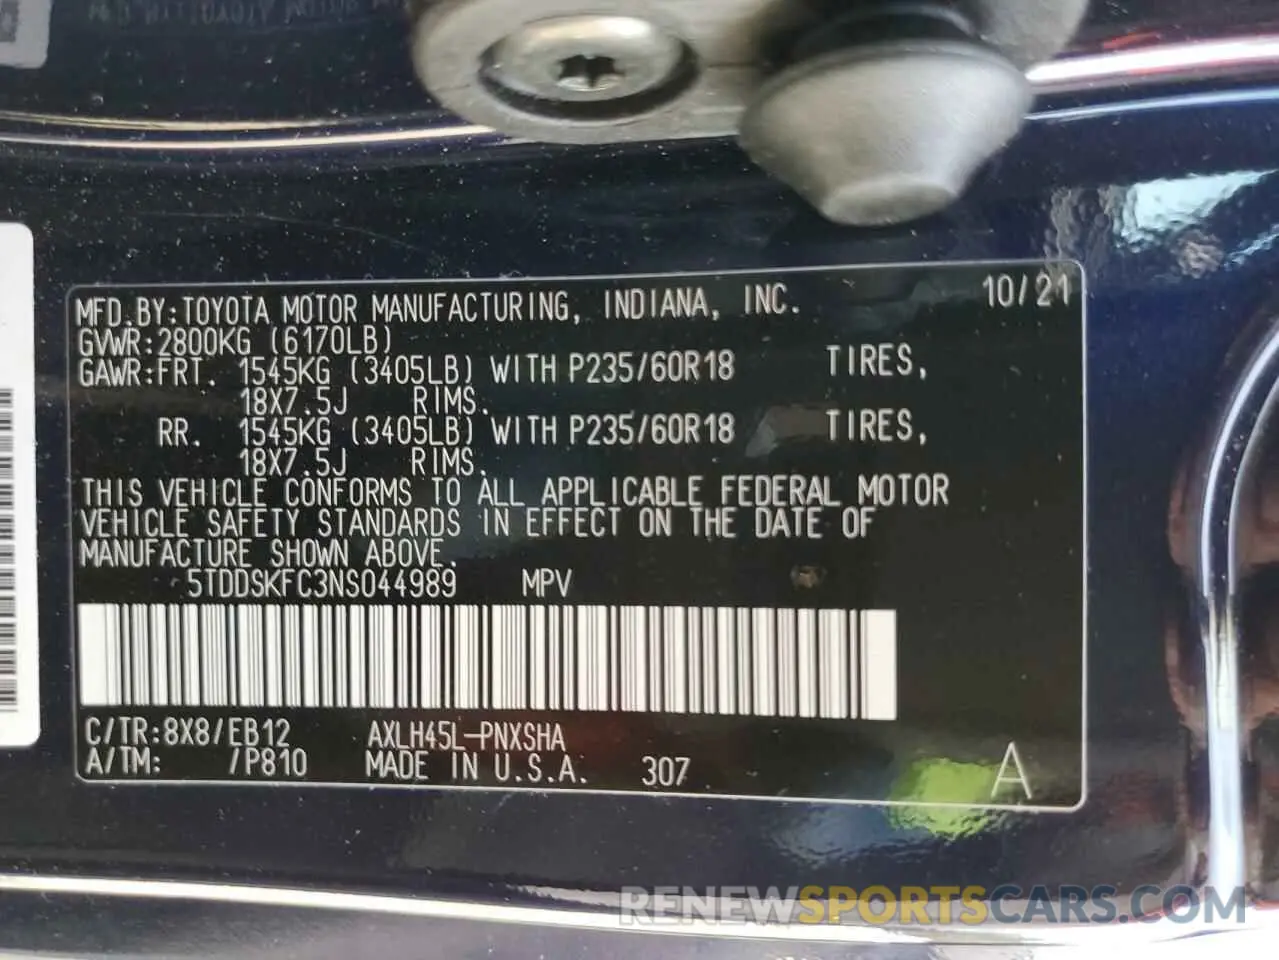 MFD.BY:TOYOTA MOTOR MANUFACTURING, INDIANA, INC. 10/21
GVWR:2800KG (6170LB)
GAWR:FRT. 1545KG (3405LB) WITH P235/60R18 TIRES,
18X7.5J RIMS.
RR. 1545KG (3405LB) WITH P235/60R18 TIRES,
18X7.5J RIMS.
THIS VEHICLE CONFORMS TO ALL APPLICABLE FEDERAL MOTOR
VEHICLE SAFETY STANDARDS IN EFFECT ON THE DATE OF
MANUFACTURE SHOWN ABOVE.
5TDDSKFC3NS044989 MPV
C/TR:8X8/EB12 AXLH45L-PNXSHA
A/TM: /P810 MADE IN U.S.A. 307 A
RENEWSPORTSCARS.COM